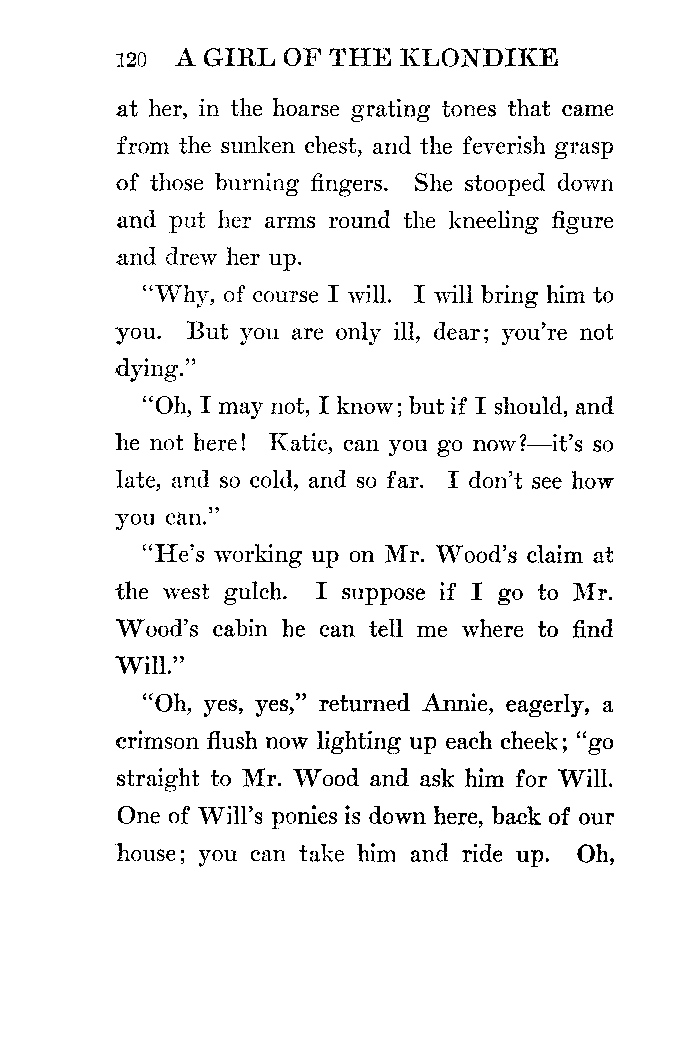 120 A GIRL OF THE KLONDIKE
at her, in the hoarse grating tones that came
from the sunken chest, and the feverish grasp
of those burning fingers. She stooped down
and put her arms round the kneeling figure
and drew her up.
“Why, of course I will. I will bring him to
you. But you are only ill, dear; you’re not
dying.”
“Oh, I may not, I know; but if I should, and
he not here! Katie, can you go now?—it’s so
late, and so cold, and so far. I don’t see how
you can.”
“He’s working up on Mr. Wood’s claim at
the west gulch. I suppose if I go to Mr.
Wood’s cabin he can tell me where to find
Will.”
“Oh, yes, yes,” returned Annie, eagerly, a
crimson flush now lighting up each cheek; “go
straight to Mr. Wood and ask him for Will.
One of Will’s ponies is down here, back of our
house; you can take him and ride up. Oh,